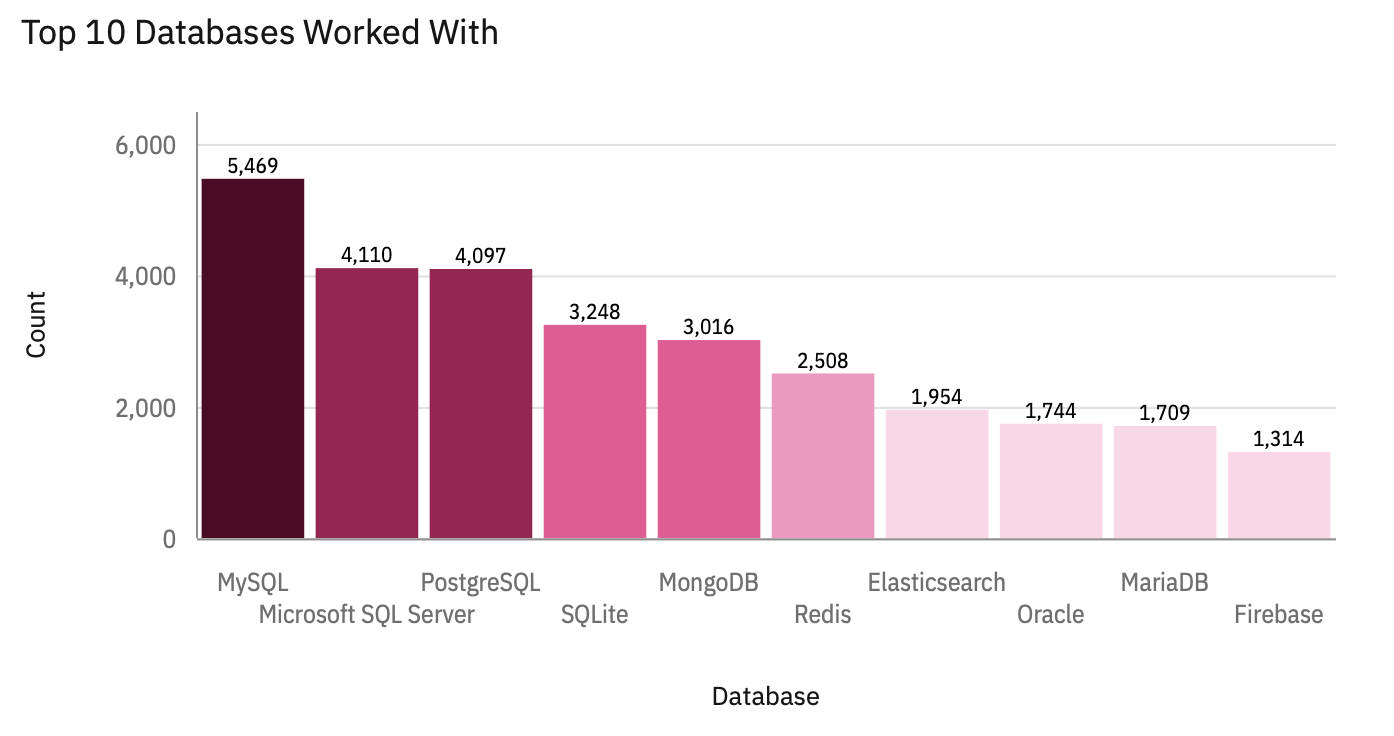 Top 10 Databases Worked With
6,000
5,469
4,110
4,097
4,000
3,248
3,016
2,508
2,000
1,954
1,744
1,709
1,314
0
Count
MySQL
Microsoft SQL Server
PostgreSQL
SQLite
MongoDB
Redis
Elasticsearch
Oracle
MariaDB
Firebase
Database